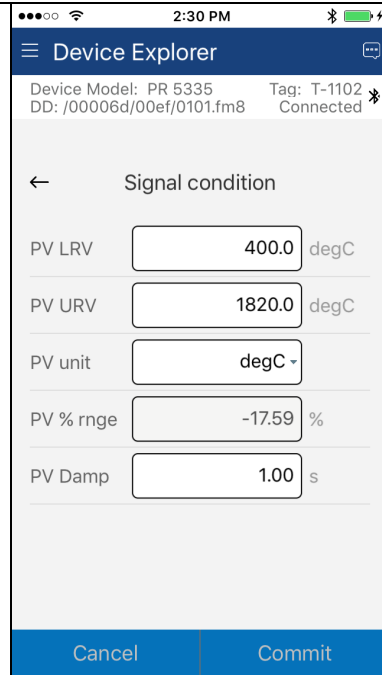 2:30 PM
Device Explorer
Device Model: PR 5335 Tag: T-1102
DD: /00006d/00ef/0101.fm8 Connected
Signal condition
PV LRV 400.0 degC
PV URV 1820.0 degC
PV unit degC
PV % rnge -17.59 %
PV Damp 1.00 s
Cancel Commit